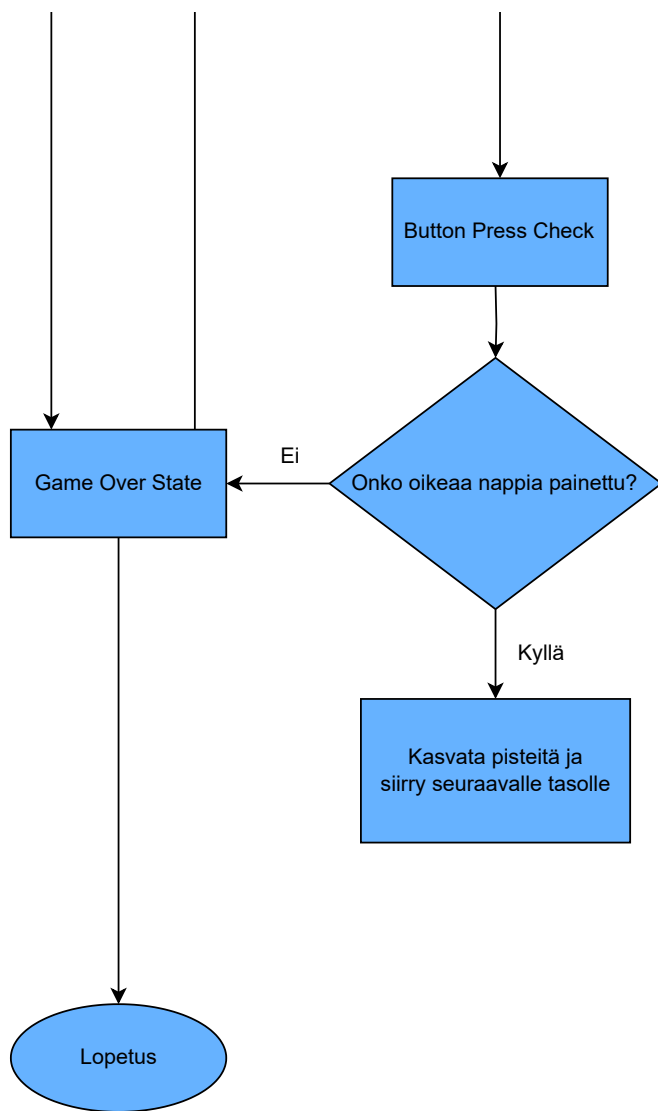 Button Press Check
Onko oikeaa nappia painettu?
Ei
Game Over State
Kyllä
Kasvata pisteitä ja
siirry seuraavalle tasolle
Lopetus